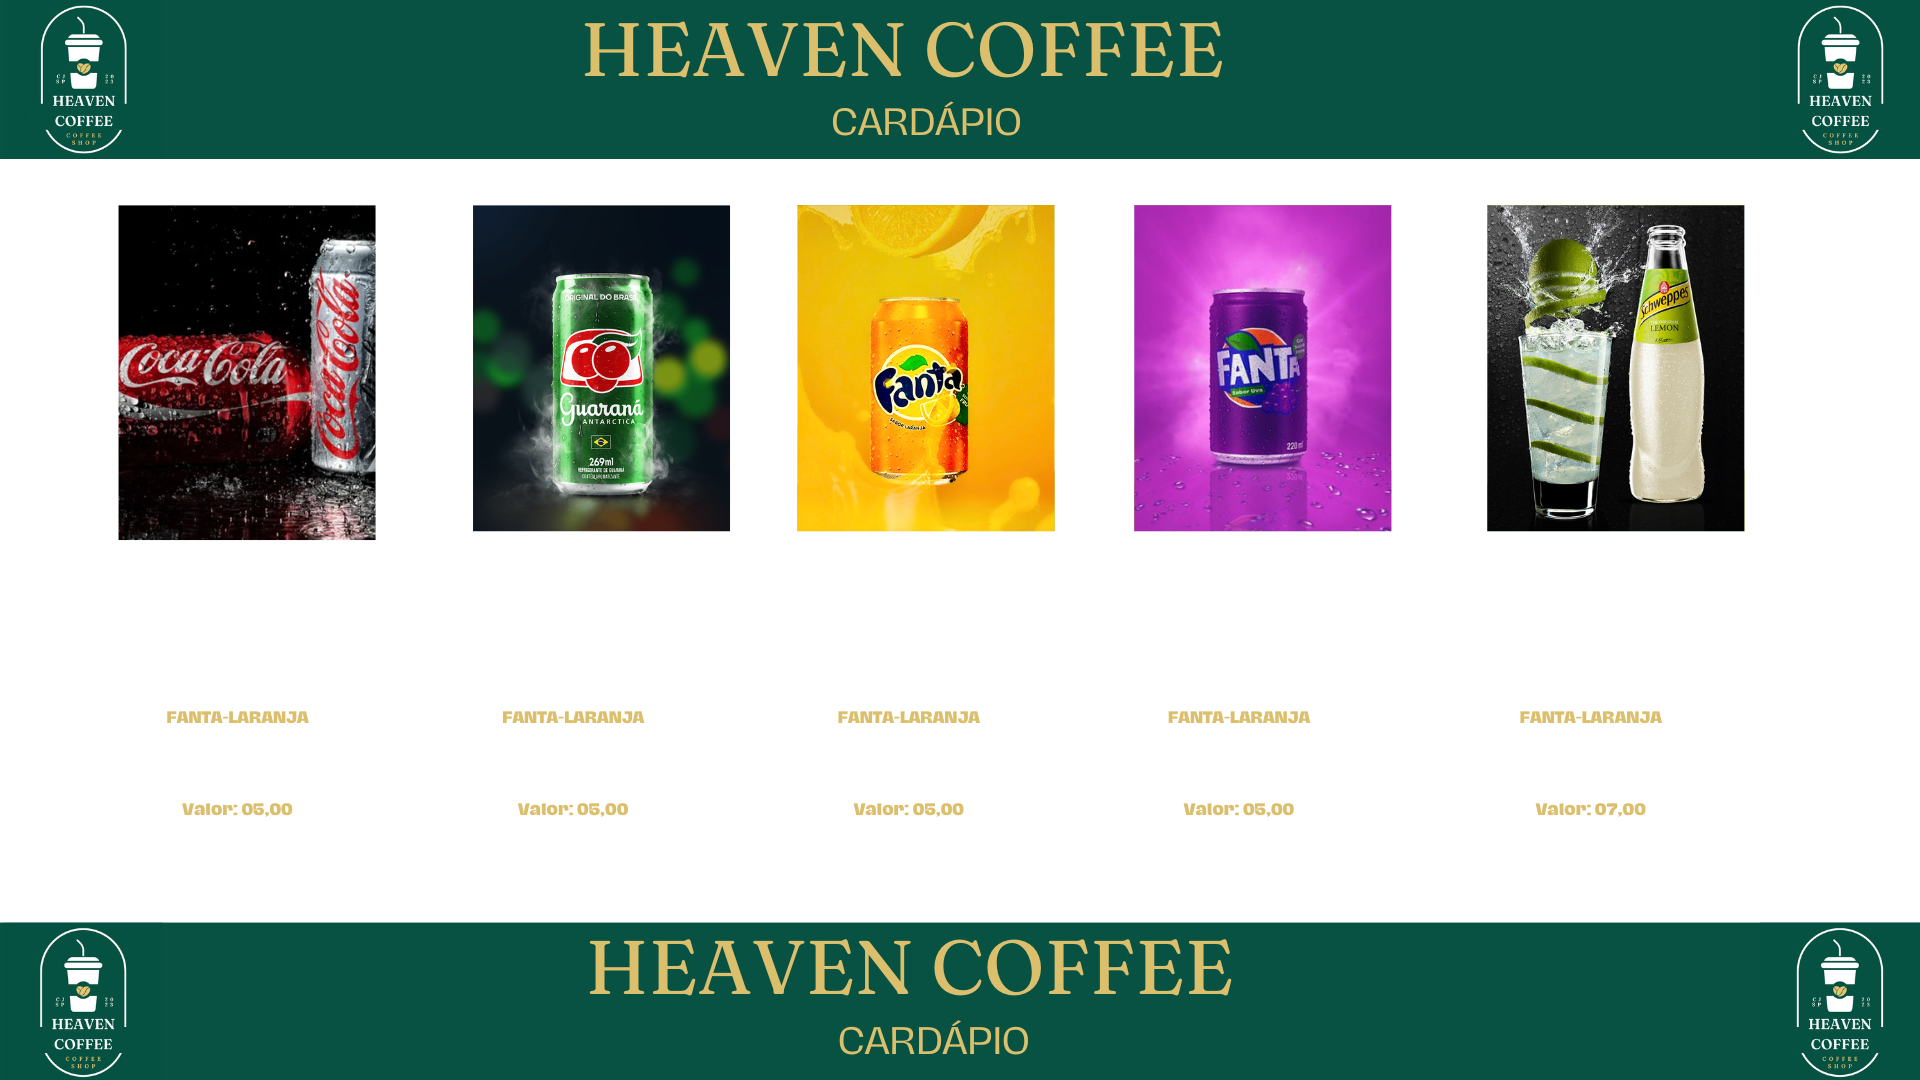 HEAVEN COFFEE
CARDÁPIO
CJ SP 2023
HEAVEN
COFFEE
COFFEE
SHOP
CJ SP 2023
HEAVEN
COFFEE
COFFEE
SHOP
Coca-Cola
Coca-Cola
ORIGINAL DO BRASIL
Guaraná
ANTARCTICA
269ml
REFRIGERANTE DE GUARANÁ
Fanta
SABOR LARANJA
FANTA
Sabor Uva
220 ml
Schweppes
LEMON
FANTA-LARANJA
FANTA-LARANJA
FANTA-LARANJA
FANTA-LARANJA
FANTA-LARANJA
Valor: 05,00
Valor: 05,00
Valor: 05,00
Valor: 05,00
Valor: 07,00
HEAVEN COFFEE
CARDÁPIO
CJ SP 2023
HEAVEN
COFFEE
COFFEE
SHOP
CJ SP 2023
HEAVEN
COFFEE
COFFEE
SHOP